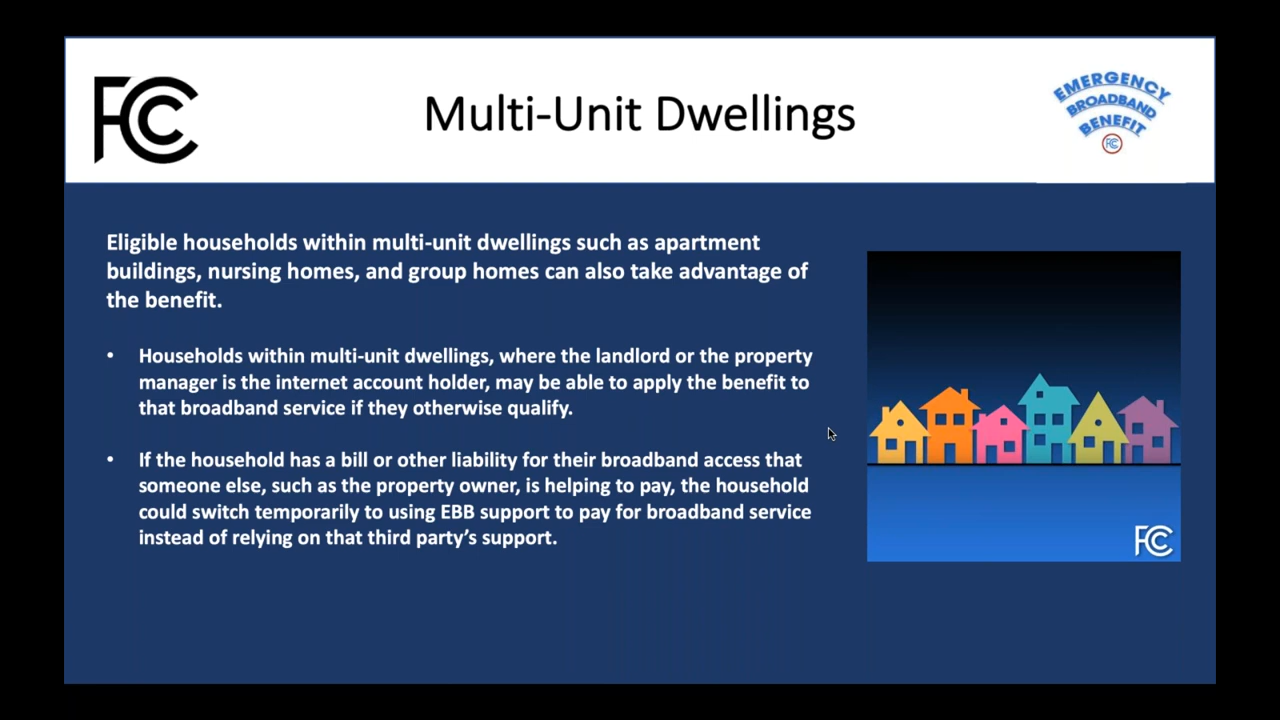 FCC
Multi-Unit Dwellings
EMERGENCY
BROADBAND
BENEFIT
FCC
Eligible households within multi-unit dwellings such as apartment
buildings, nursing homes, and group homes can also take advantage of
the benefit.
• Households within multi-unit dwellings, where the landlord or the property
manager is the internet account holder, may be able to apply the benefit to
that broadband service if they otherwise qualify.
• If the household has a bill or other liability for their broadband access that
someone else, such as the property owner, is helping to pay, the household
could switch temporarily to using EBB support to pay for broadband service
instead of relying on that third party’s support.
FCC